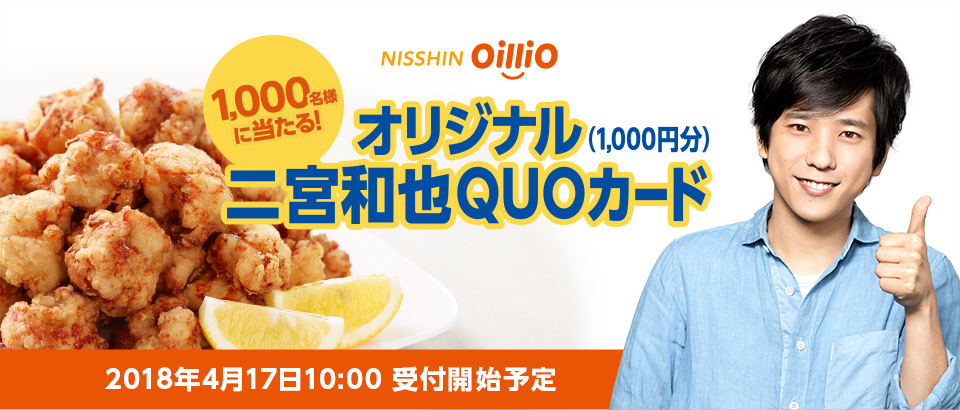 NISSHIN OilliO
1,000名様
に当たる!
オリジナル(1,000円分)
二宮和也QUOカード
2018年4月17日10:00 受付開始予定